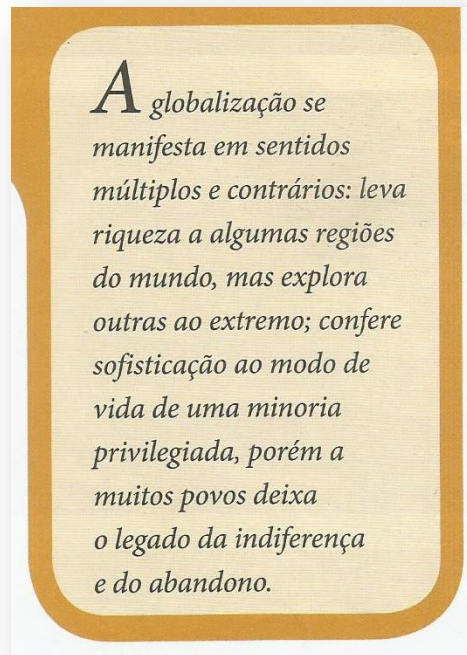 A globalização se
manifesta em sentidos
múltiplos e contrários: leva
riqueza a algumas regiões
do mundo, mas explora
outras ao extremo; confere
sofisticação ao modo de
vida de uma minoria
privilegiada, porém a
muitos povos deixa
o legado da indiferença
e do abandono.